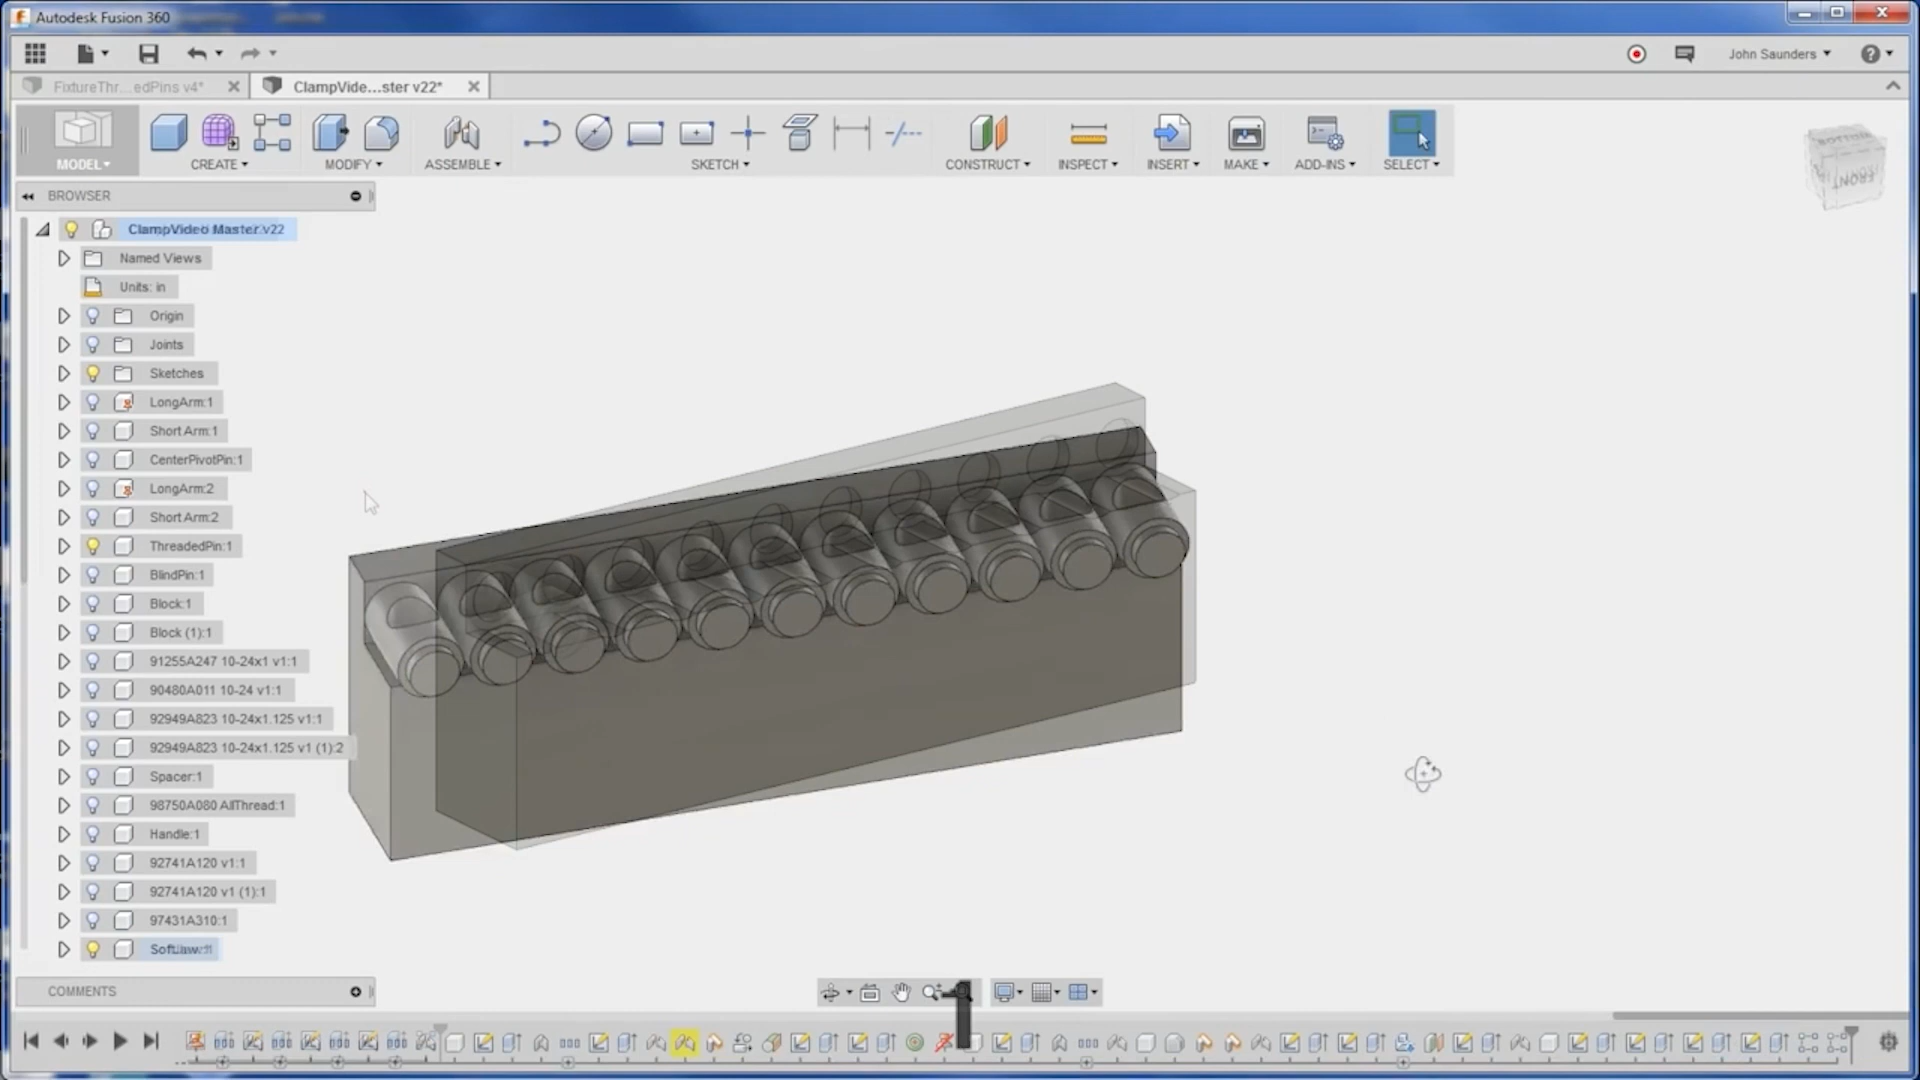 Autodesk Fusion 360
John Saunders
FixtureThr...edPins v4*
ClampVide...ster v22*
MODEL
CREATE
MODIFY
ASSEMBLE
SKETCH
CONSTRUCT
INSPECT
INSERT
MAKE
ADD-INS
SELECT
BOTTOM
FRONT
BROWSER
ClampVideo Master v22
Named Views
Units: in
Origin
Joints
Sketches
LongArm:1
Short Arm:1
CenterPivotPin:1
LongArm:2
Short Arm:2
ThreadedPin:1
BlindPin:1
Block:1
Block (1):1
91255A247 10-24x1 v1:1
90480A011 10-24 v1:1
92949A823 10-24x1.125 v1:1
92949A823 10-24x1.125 v1 (1):2
Spacer:1
98750A080 AllThread:1
Handle:1
92741A120 v1:1
92741A120 v1 (1):1
97431A310:1
COMMENTS